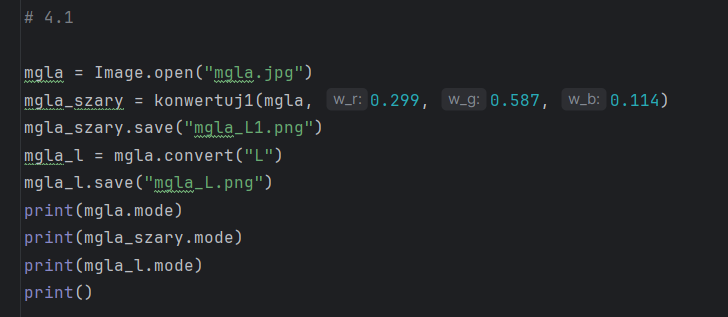 # 4.1
mgla = Image.open("mgla.jpg")
mgla_szary = konwertuj1(mgla, w_r: 0.299, w_g: 0.587, w_b: 0.114)
mgla_szary.save("mgla_L1.png")
mgla_l = mgla.convert("L")
mgla_l.save("mgla_L.png")
print(mgla.mode)
print(mgla_szary.mode)
print(mgla_l.mode)
print()